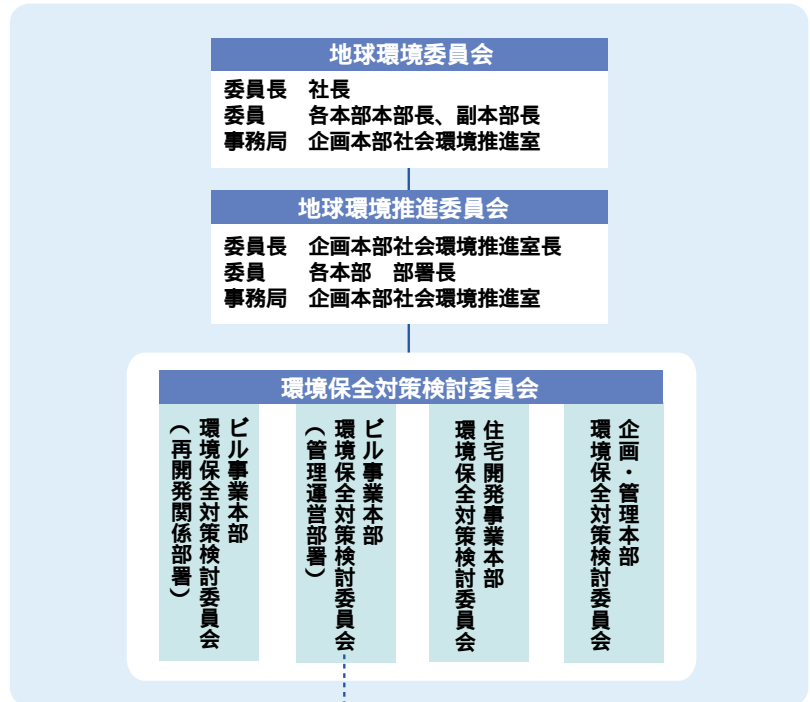 地球環境委員会
委員長　社長
委員　各本部本部長、副本部長
事務局　企画本部社会環境推進室
地球環境推進委員会
委員長　企画本部社会環境推進室長
委員　各本部　部署長
事務局　企画本部社会環境推進室
環境保全対策検討委員会
ビル事業本部
環境保全対策検討委員会
（再開発関係部署）
ビル事業本部
環境保全対策検討委員会
（管理運営部署）
住宅開発事業本部
環境保全対策検討委員会
企画・管理本部
環境保全対策検討委員会